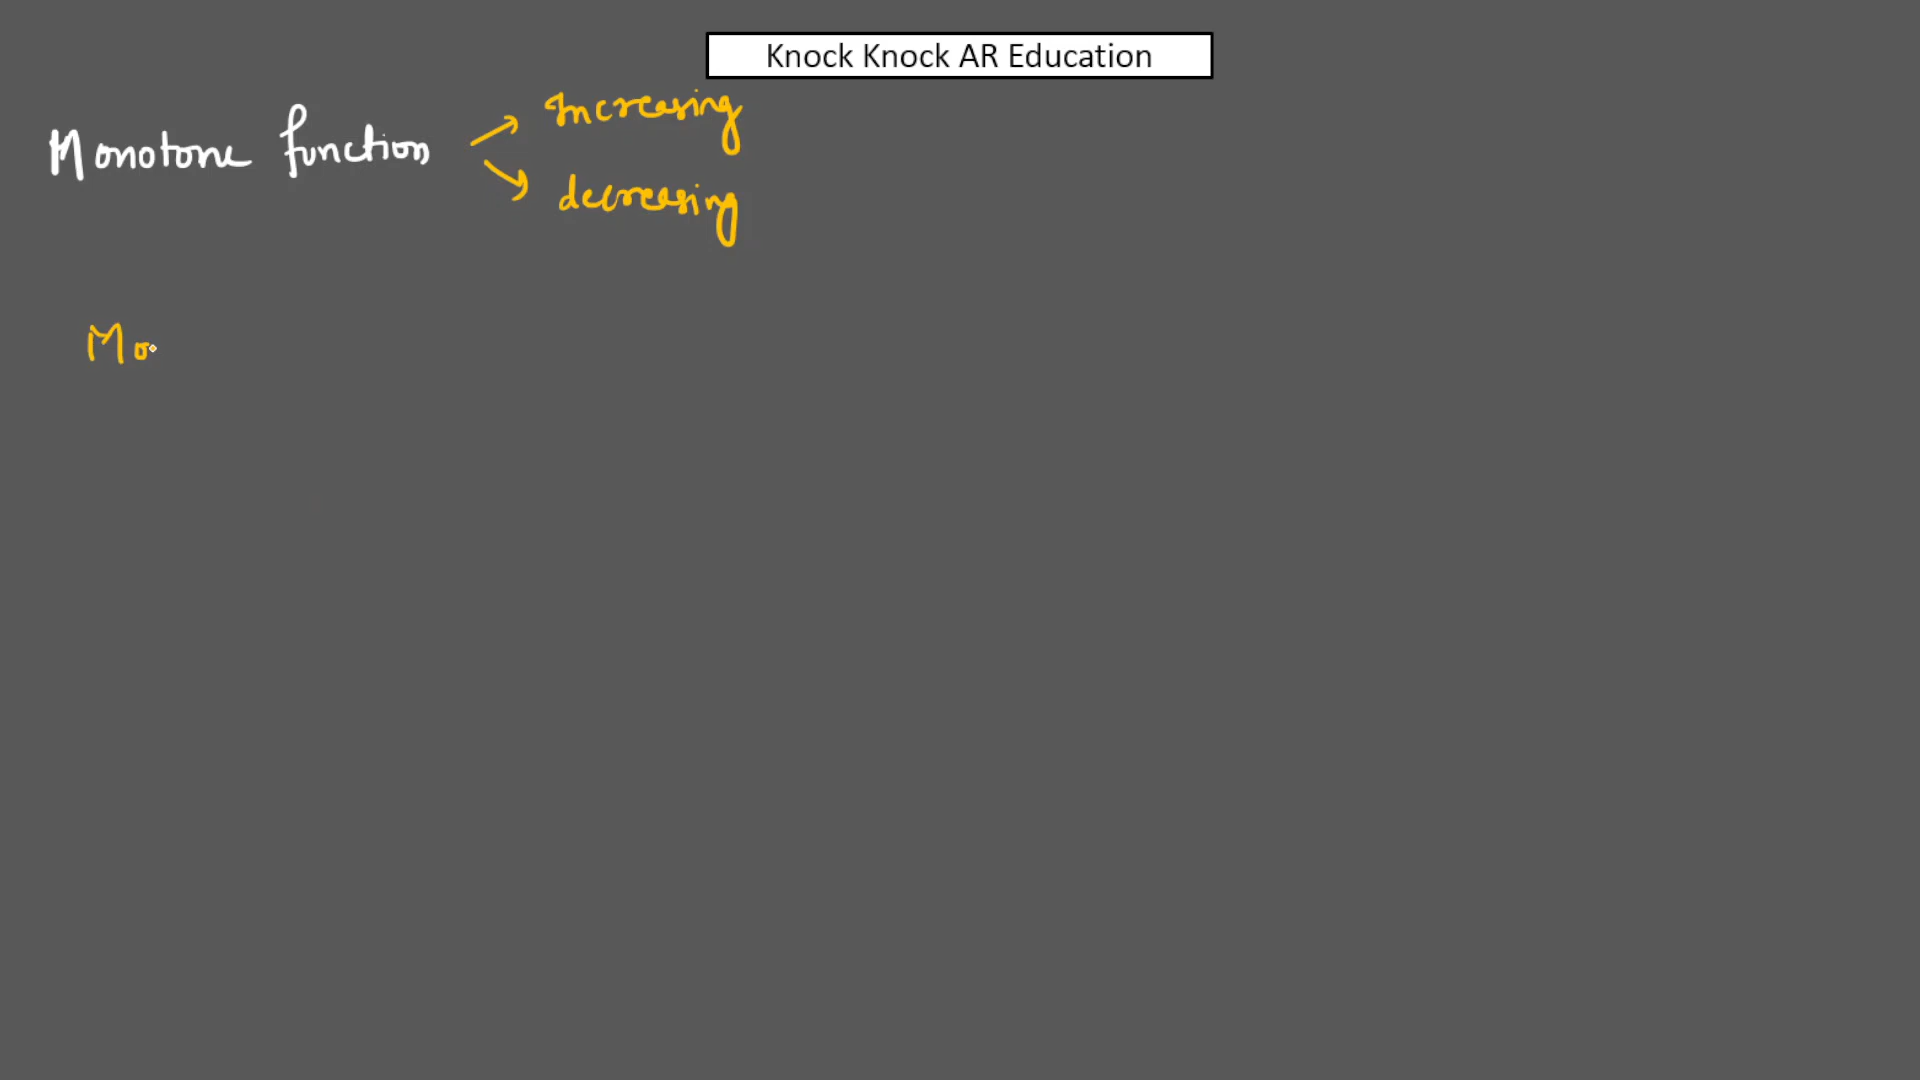 Knock Knock AR Education
Increasing
Monotone function
decreasing
Mo